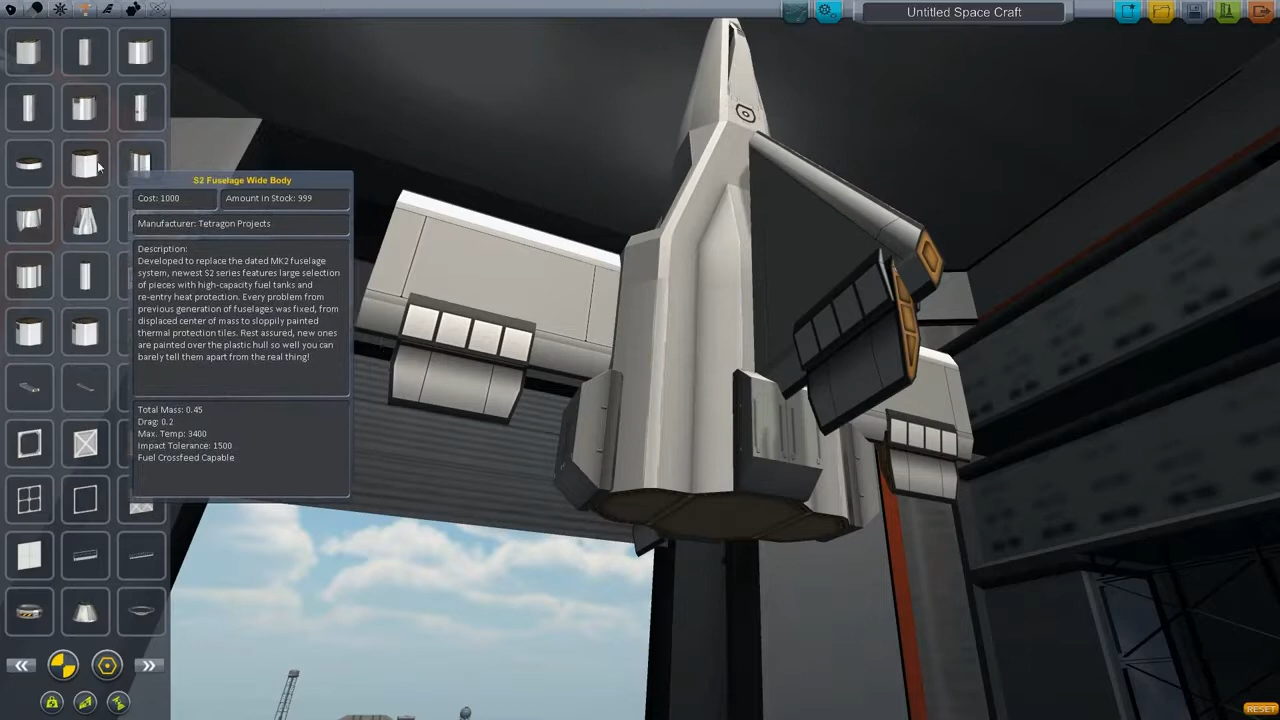 Untitled Space Craft
S2 Fuselage Wide Body
Cost: 1000
Amount in Stock: 999
Manufacturer: Tetragon Projects
Description:
Developed to replace the dated MK2 fuselage
system, newest S2 series features large selection
of pieces with high-capacity fuel tanks and
re-entry heat protection. Every problem from
previous generation of fuselages was fixed, from
displaced center of mass to sloppily painted
thermal protection tiles. Rest assured, new ones
are painted over the plastic hull so well you can
barely tell them apart from the real thing!
Total Mass: 0.45
Drag: 0.2
Max. Temp: 3400
Impact Tolerance: 1500
Fuel Crossfeed Capable
RESET